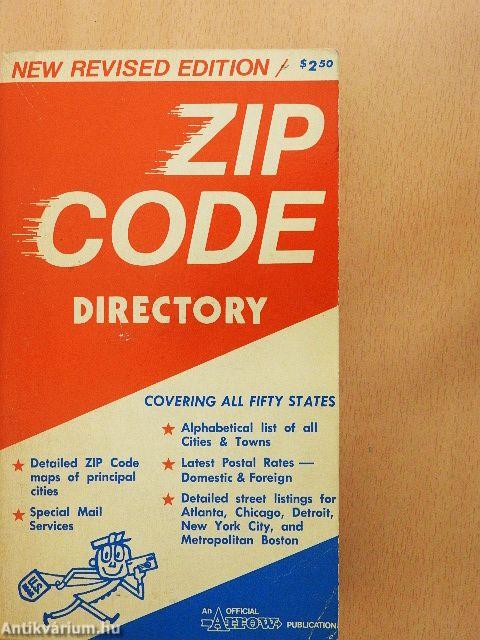 NEW REVISED EDITION / $2.50
ZIP
CODE
DIRECTORY
COVERING ALL FIFTY STATES
★ Alphabetical list of all
Cities & Towns
★ Latest Postal Rates —
Domestic & Foreign
★ Detailed street listings for
Atlanta, Chicago, Detroit,
New York City, and
Metropolitan Boston
★ Detailed ZIP Code
maps of principal
cities
★ Special Mail
Services
An OFFICIAL
Arrow PUBLICATION
Antikvárium.hu